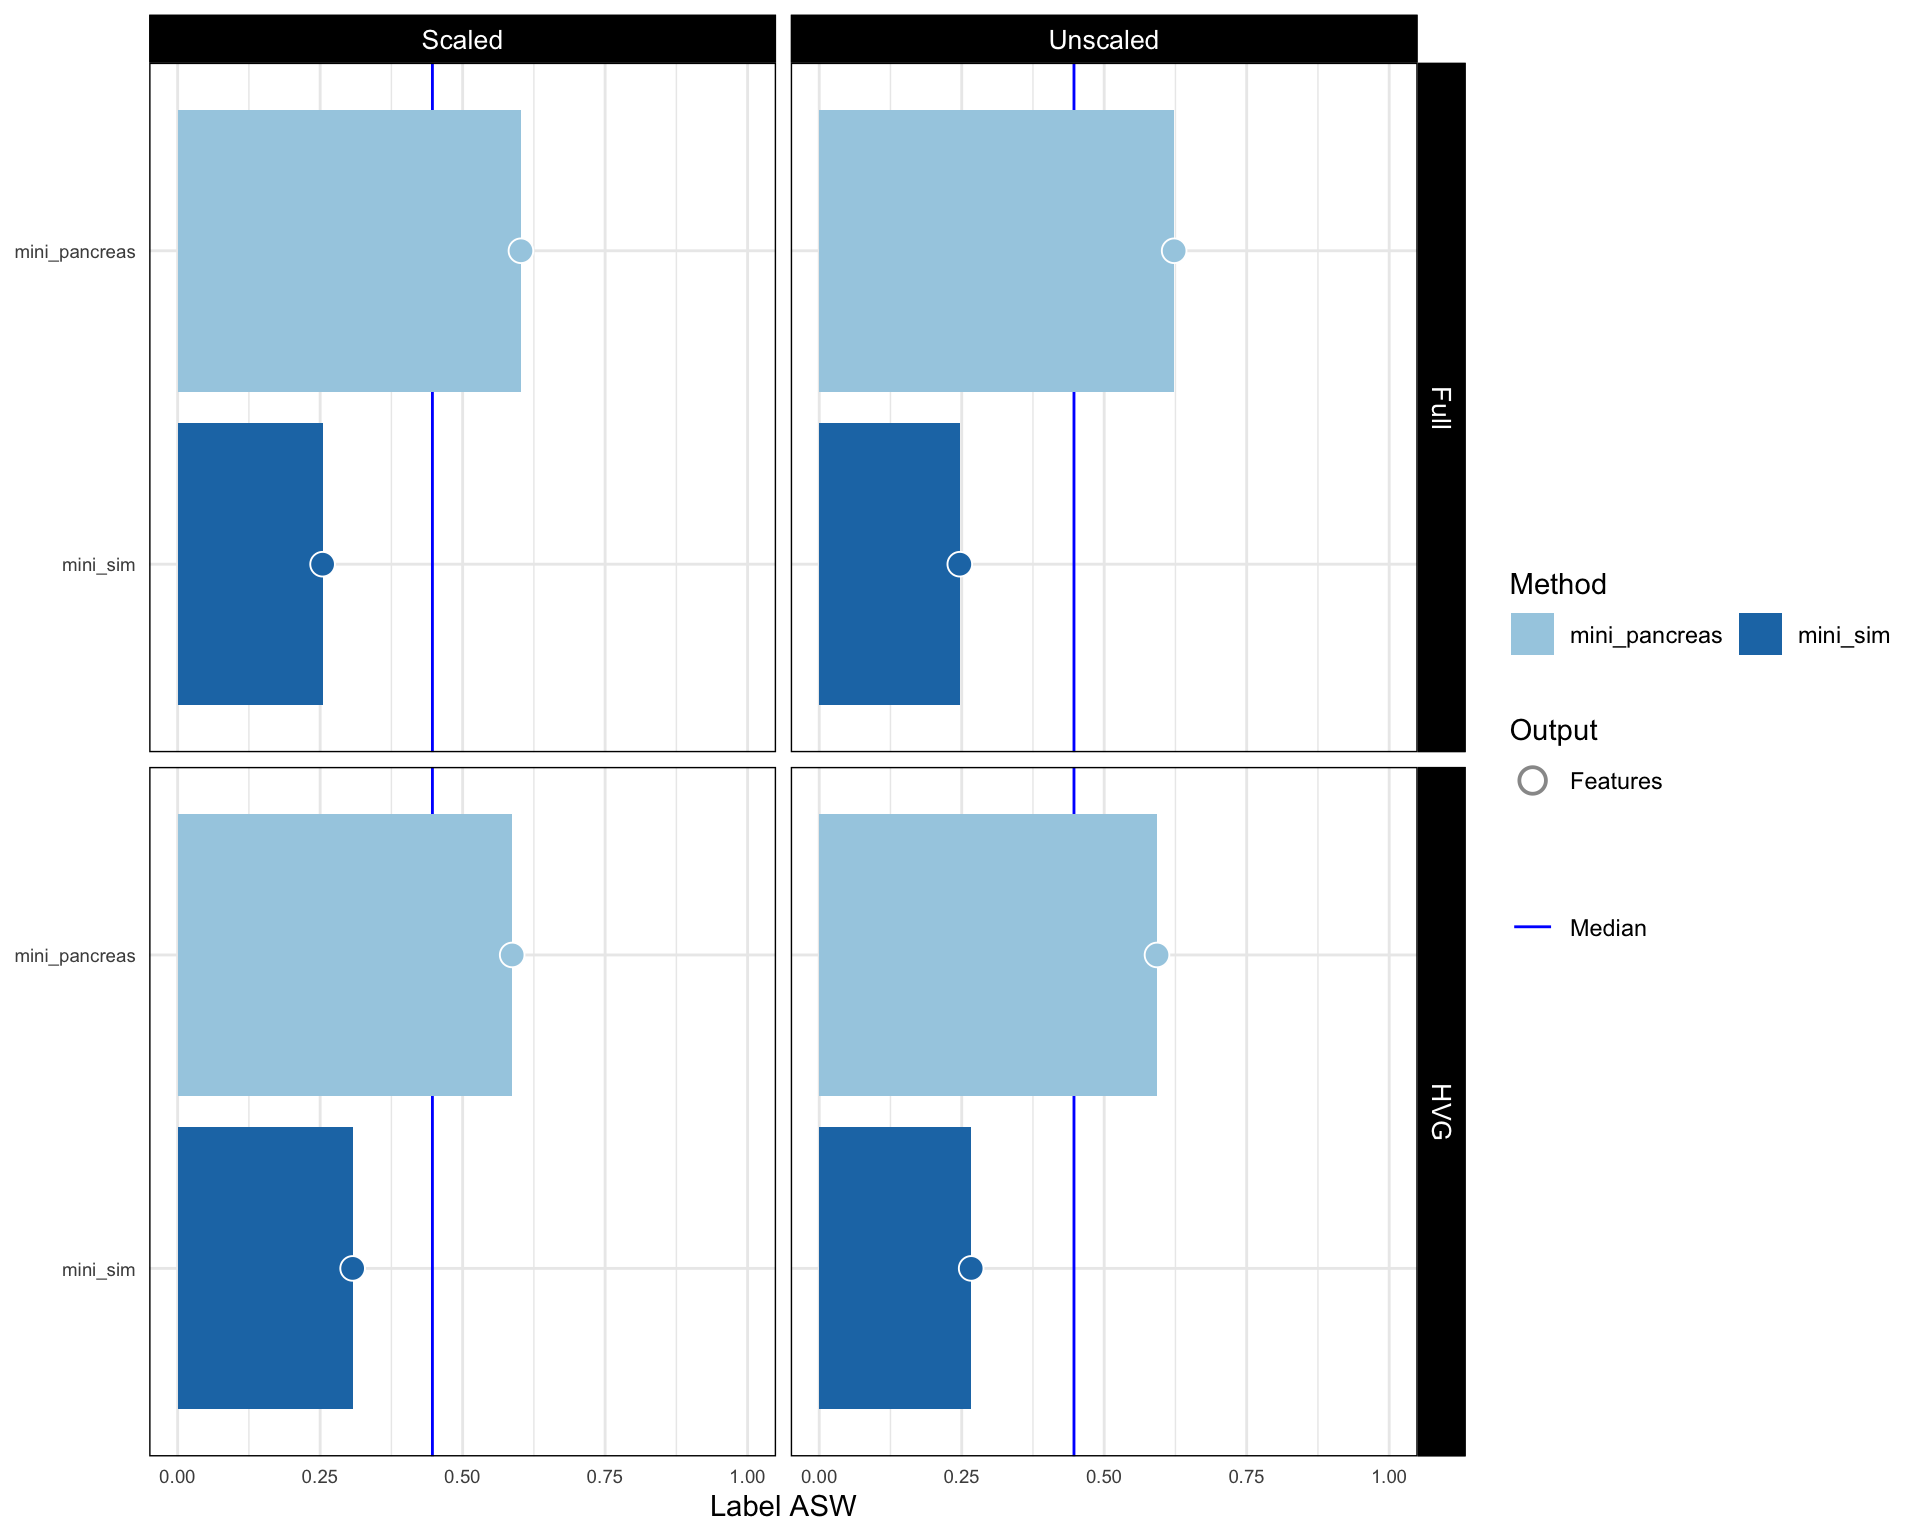 Scaled
Unscaled
mini_pancreas
mini_sim
Full
mini_pancreas
mini_sim
HVG
0.00 0.25 0.50 0.75 1.00
0.00 0.25 0.50 0.75 1.00
Label ASW
Method
mini_pancreas mini_sim
Output
Features
Median